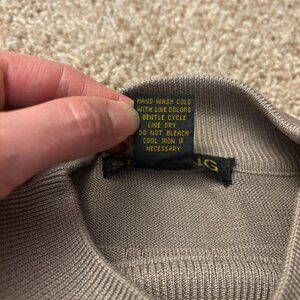 HAND WASH COLD
WITH LIKE COLORS
GENTLE CYCLE
LINE DRY
DO NOT BLEACH
COOL IRON IF
NECESSARY